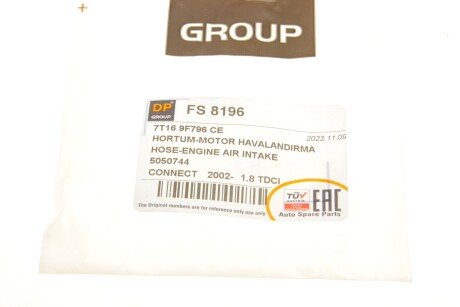 GROUP
DP GROUP
FS 8196
7T16 9F796 CE
2022.11.09
HORTUM-MOTOR HAVALANDIRMA
HOSE-ENGINE AIR INTAKE
5050744
CONNECT 2002- 1.8 TDCI
TÜV
EAC
The Original numbers are for reference only use only
Auto Spare Parts